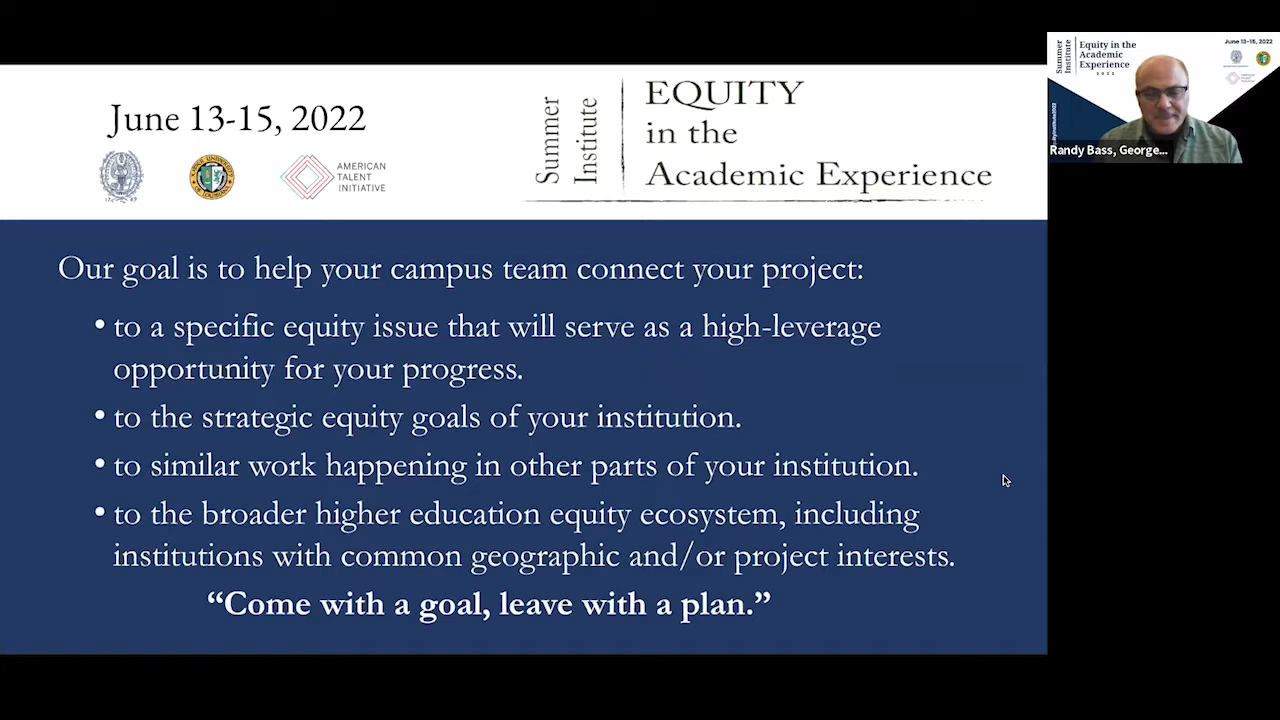 June 13-15, 2022
AMERICAN
TALENT
INITIATIVE
Summer
Institute
EQUITY
in the
Academic Experience
Our goal is to help your campus team connect your project:
• to a specific equity issue that will serve as a high-leverage
opportunity for your progress.
• to the strategic equity goals of your institution.
• to similar work happening in other parts of your institution.
• to the broader higher education equity ecosystem, including
institutions with common geographic and/or project interests.
“Come with a goal, leave with a plan.”
Summer
Institute
Equity in the
Academic
Experience
2022
June 13-15, 2022
Randy Bass, George...